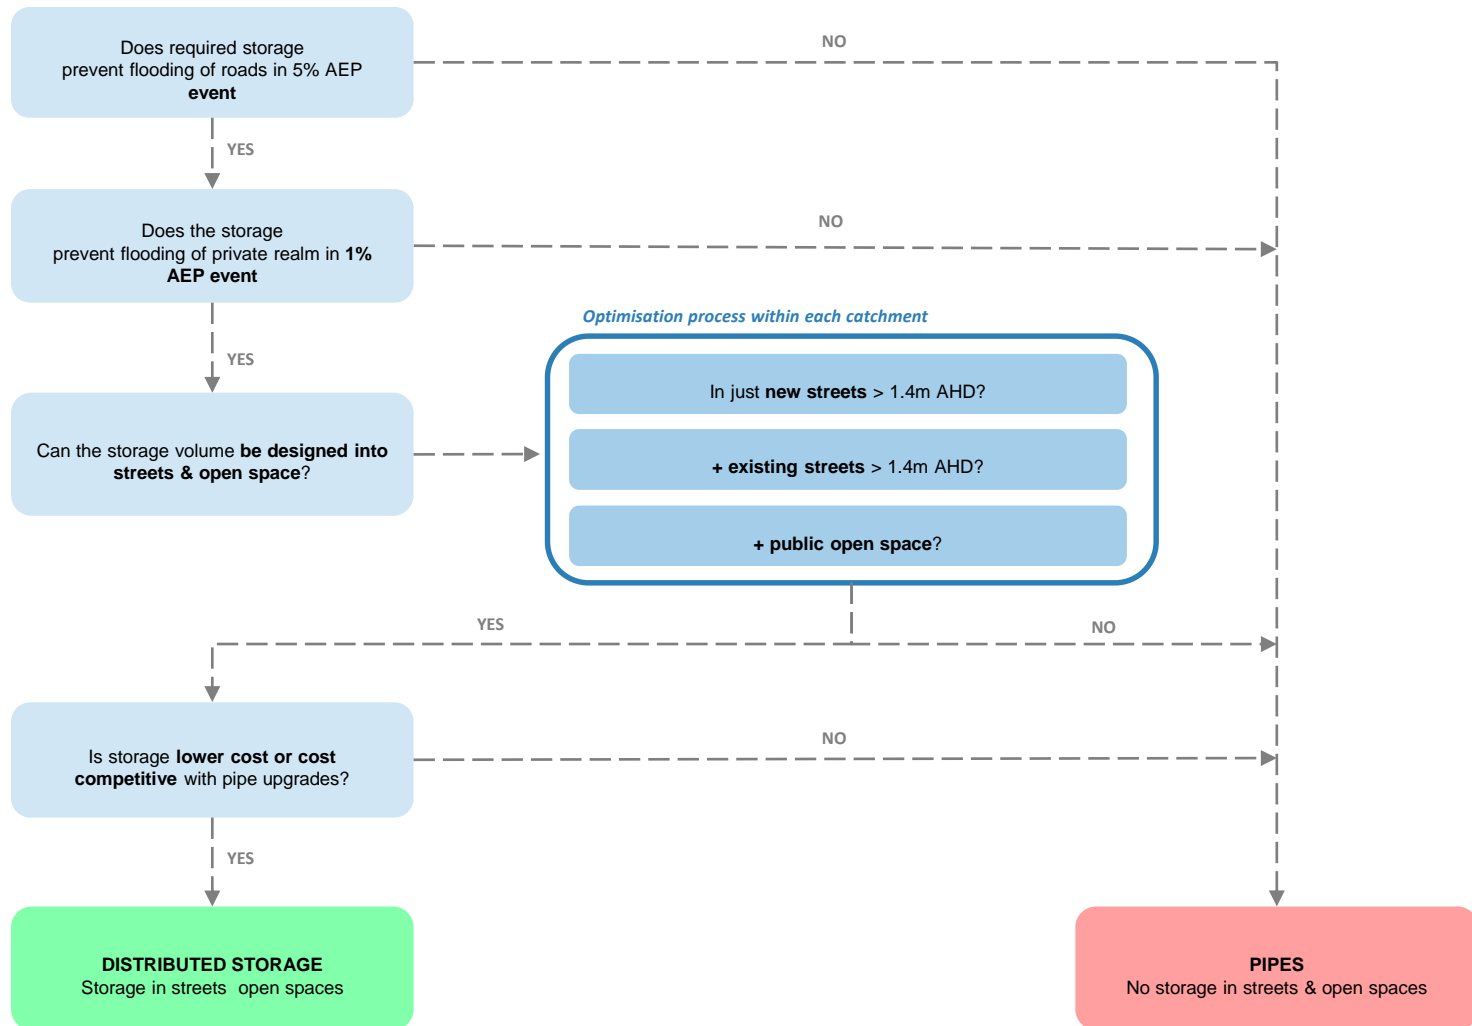 Does required storage
prevent flooding of roads in 5% AEP
event
NO
YES
Does the storage
prevent flooding of private realm in 1%
AEP event
NO
YES
Optimisation process within each catchment
Can the storage volume be designed into
streets & open space?
In just new streets > 1.4m AHD?
+ existing streets > 1.4m AHD?
+ public open space?
YES
NO
Is storage lower cost or cost
competitive with pipe upgrades?
NO
YES
DISTRIBUTED STORAGE
Storage in streets  open spaces
PIPES
No storage in streets & open spaces